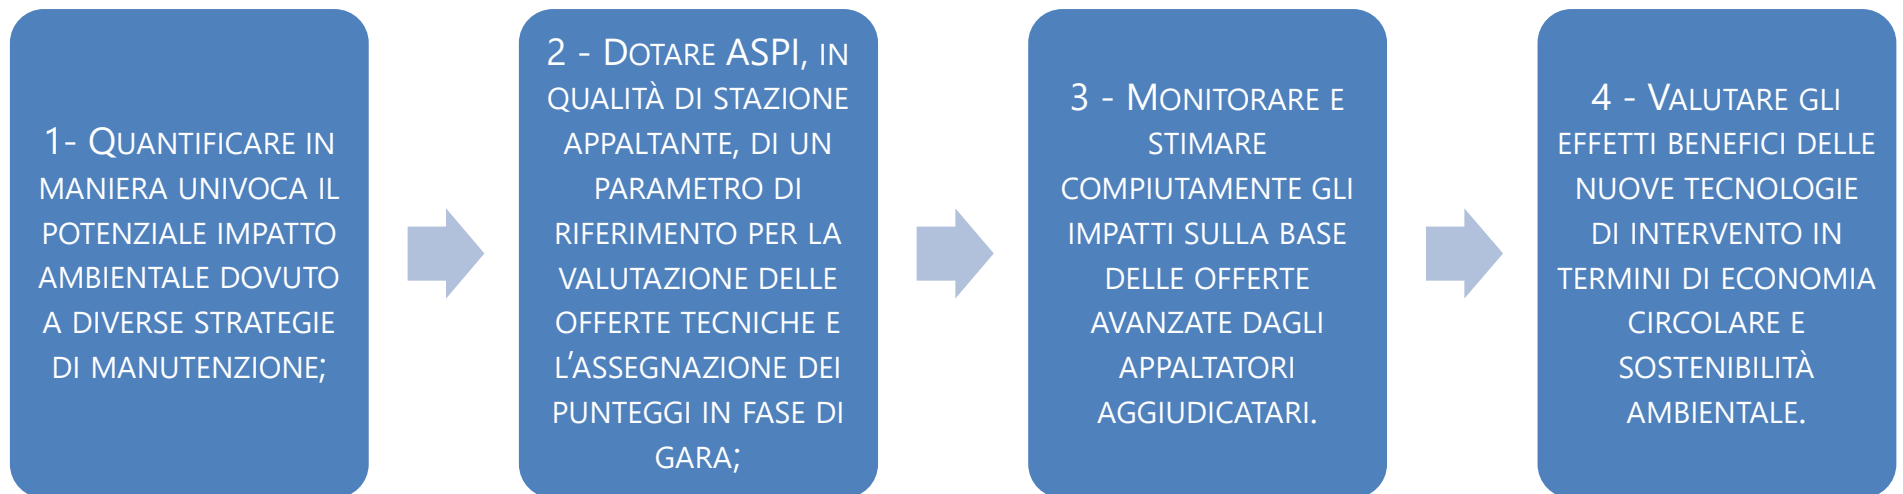 1- QUANTIFICARE IN
MANIERA UNIVOCA IL
POTENZIALE IMPATTO
AMBIENTALE DOVUTO
A DIVERSE STRATEGIE
DI MANUTENZIONE;
2 - DOTARE ASPI, IN
QUALITÀ DI STAZIONE
APPALTANTE, DI UN
PARAMETRO DI
RIFERIMENTO PER LA
VALUTAZIONE DELLE
OFFERTE TECNICHE E
L'ASSEGNAZIONE DEI
PUNTEGGI IN FASE DI
GARA;
3 - MONITORARE E
STIMARE
COMPIUTAMENTE GLI
IMPATTI SULLA BASE
DELLE OFFERTE
AVANZATE DAGLI
APPALTATORI
AGGIUDICATARI.
4 - VALUTARE GLI
EFFETTI BENEFICI DELLE
NUOVE TECNOLOGIE
DI INTERVENTO IN
TERMINI DI ECONOMIA
CIRCOLARE E
SOSTENIBILITÀ
AMBIENTALE.